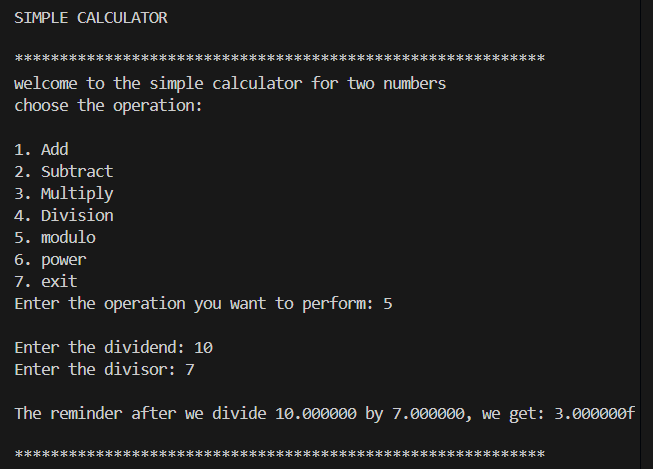 SIMPLE CALCULATOR
***********************************************************
welcome to the simple calculator for two numbers
choose the operation:
1. Add
2. Subtract
3. Multiply
4. Division
5. modulo
6. power
7. exit
Enter the operation you want to perform: 5
Enter the dividend: 10
Enter the divisor: 7
The reminder after we divide 10.000000 by 7.000000, we get: 3.000000f
***********************************************************